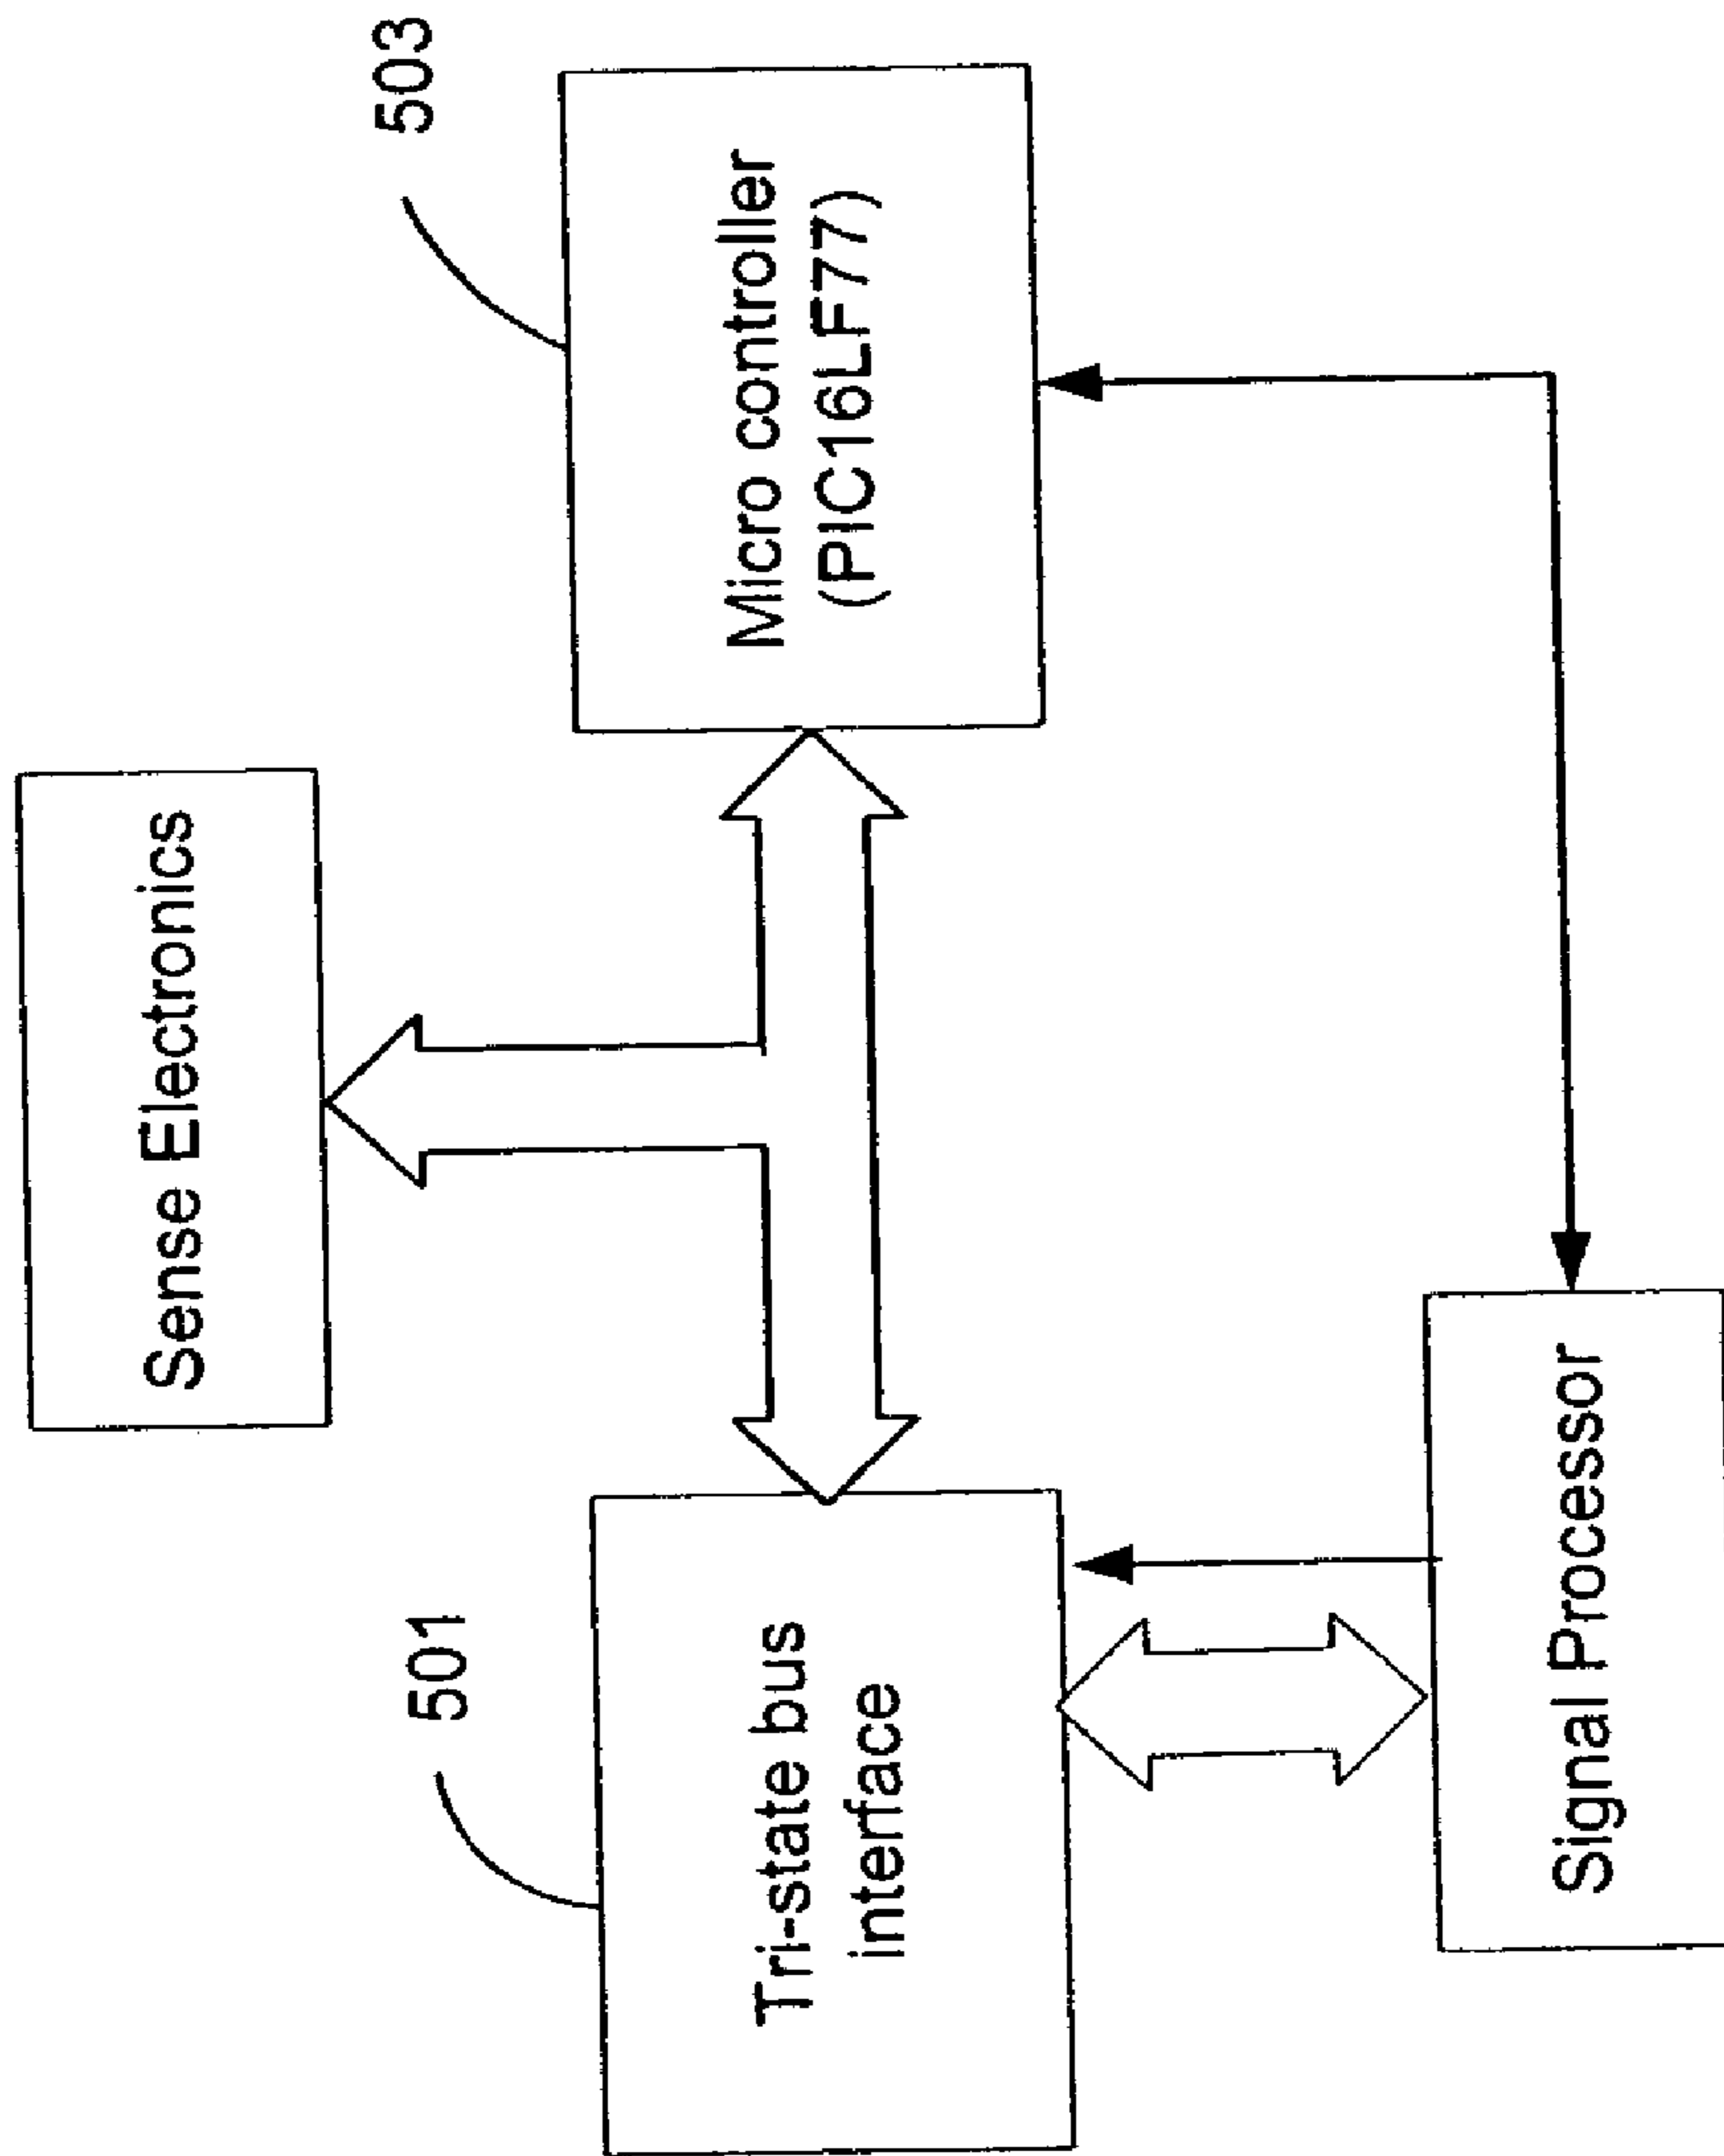 Sense Electronics
501
503
Tri-state bus
interface
Micro controller
(PIC16LF77)
Signal Processor